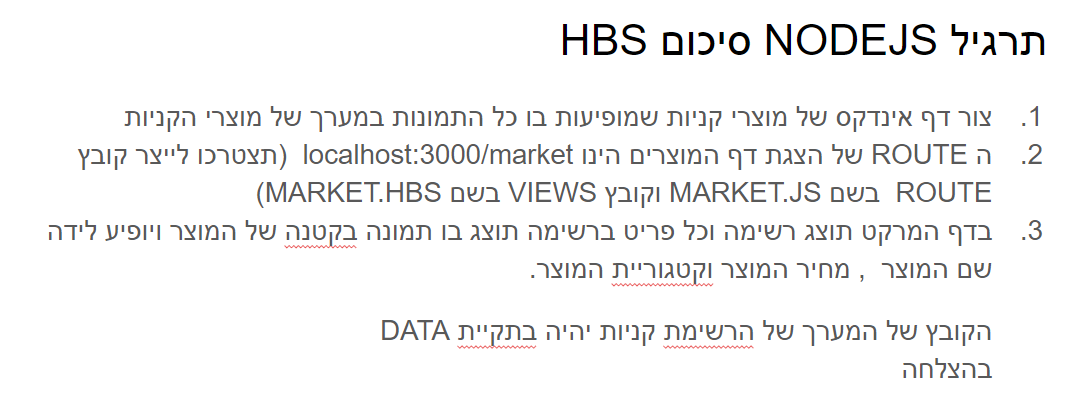 תרגיל NODEJS סיכום HBS
1. צור דף אינדקס של מוצרי קניות שמופיעות בו כל התמונות במערך של מוצרי הקניות
2. ה ROUTE של הצגת דף המוצרים הינו localhost:3000/market (תצטרכו לייצר קובץ
ROUTE בשם MARKET.JS וקובץ VIEWS בשם MARKET.HBS)
3. בדף המרקט תוצג רשימה וכל פריט ברשימה תוצג בו תמונה בקטנה של המוצר ויופיע לידה
שם המוצר , מחיר המוצר וקטגוריית המוצר.
הקובץ של המערך של הרשימת קניות יהיה בתקיית DATA
בהצלחה